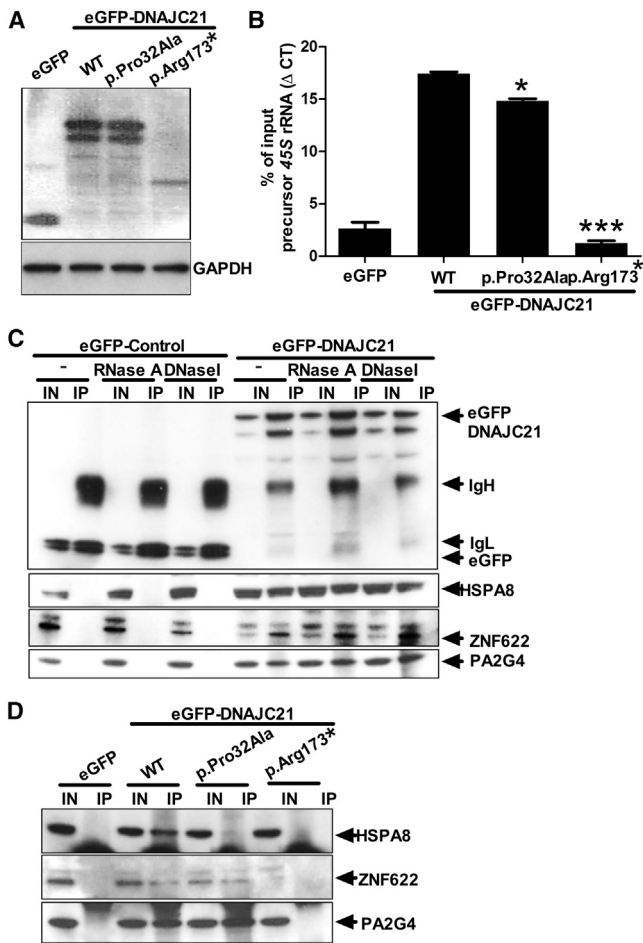 A
eGFP-DNAJC21
eGFP
WT
p.Pro32Ala
p.Arg173*
GAPDH
B
% of input
precursor 45S rRNA (Δ CT)
20
15
10
5
0
*
***
eGFP
WT
p.Pro32Alap.Arg173*
eGFP-DNAJC21
C
eGFP-Control
eGFP-DNAJC21
- RNase A DNaseI - RNase A DNaseI
IN IP IN IP IN IP IN IP IN IP IN IP
eGFP
DNAJC21
IgH
IgL
eGFP
HSPA8
ZNF622
PA2G4
D
eGFP-DNAJC21
eGFP
WT
p.Pro32Ala
p.Arg173*
IN IP IN IP IN IP IN IP
HSPA8
ZNF622
PA2G4